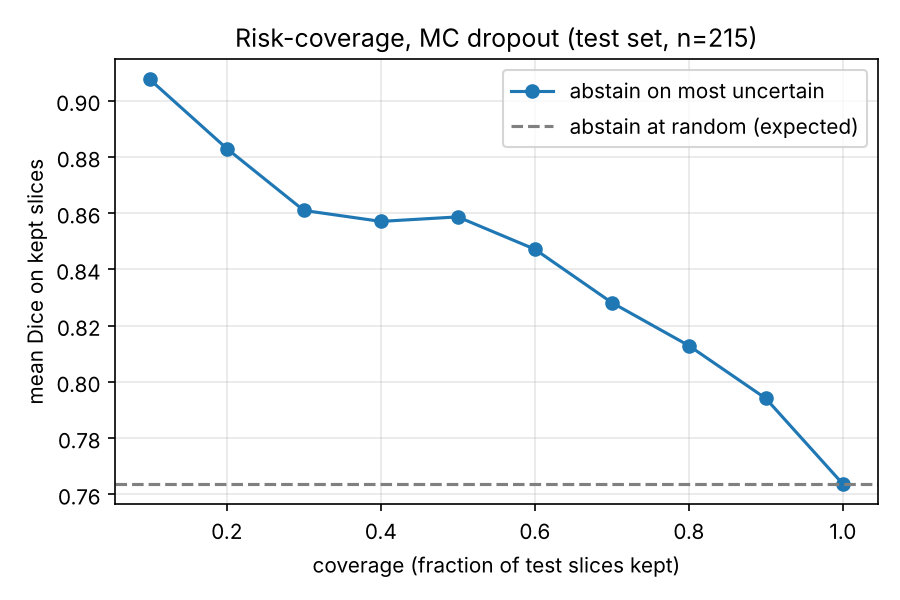 Risk-coverage, MC dropout (test set, n=215)
abstain on most uncertain
abstain at random (expected)
mean Dice on kept slices
0.90
0.88
0.86
0.84
0.82
0.80
0.78
0.76
0.2 0.4 0.6 0.8 1.0
coverage (fraction of test slices kept)